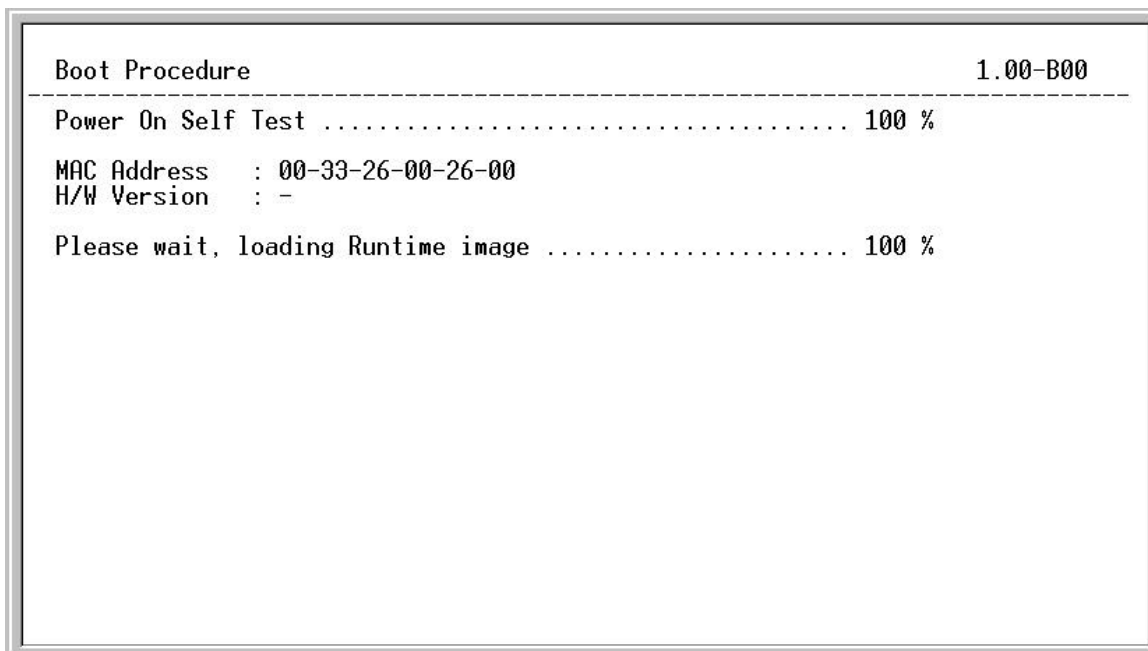 Boot Procedure 1.00-B00
--------------------------------------------------------------------------------
Power On Self Test ...................................... 100 %
MAC Address : 00-33-26-00-26-00
H/W Version : -
Please wait, loading Runtime image ...................... 100 %